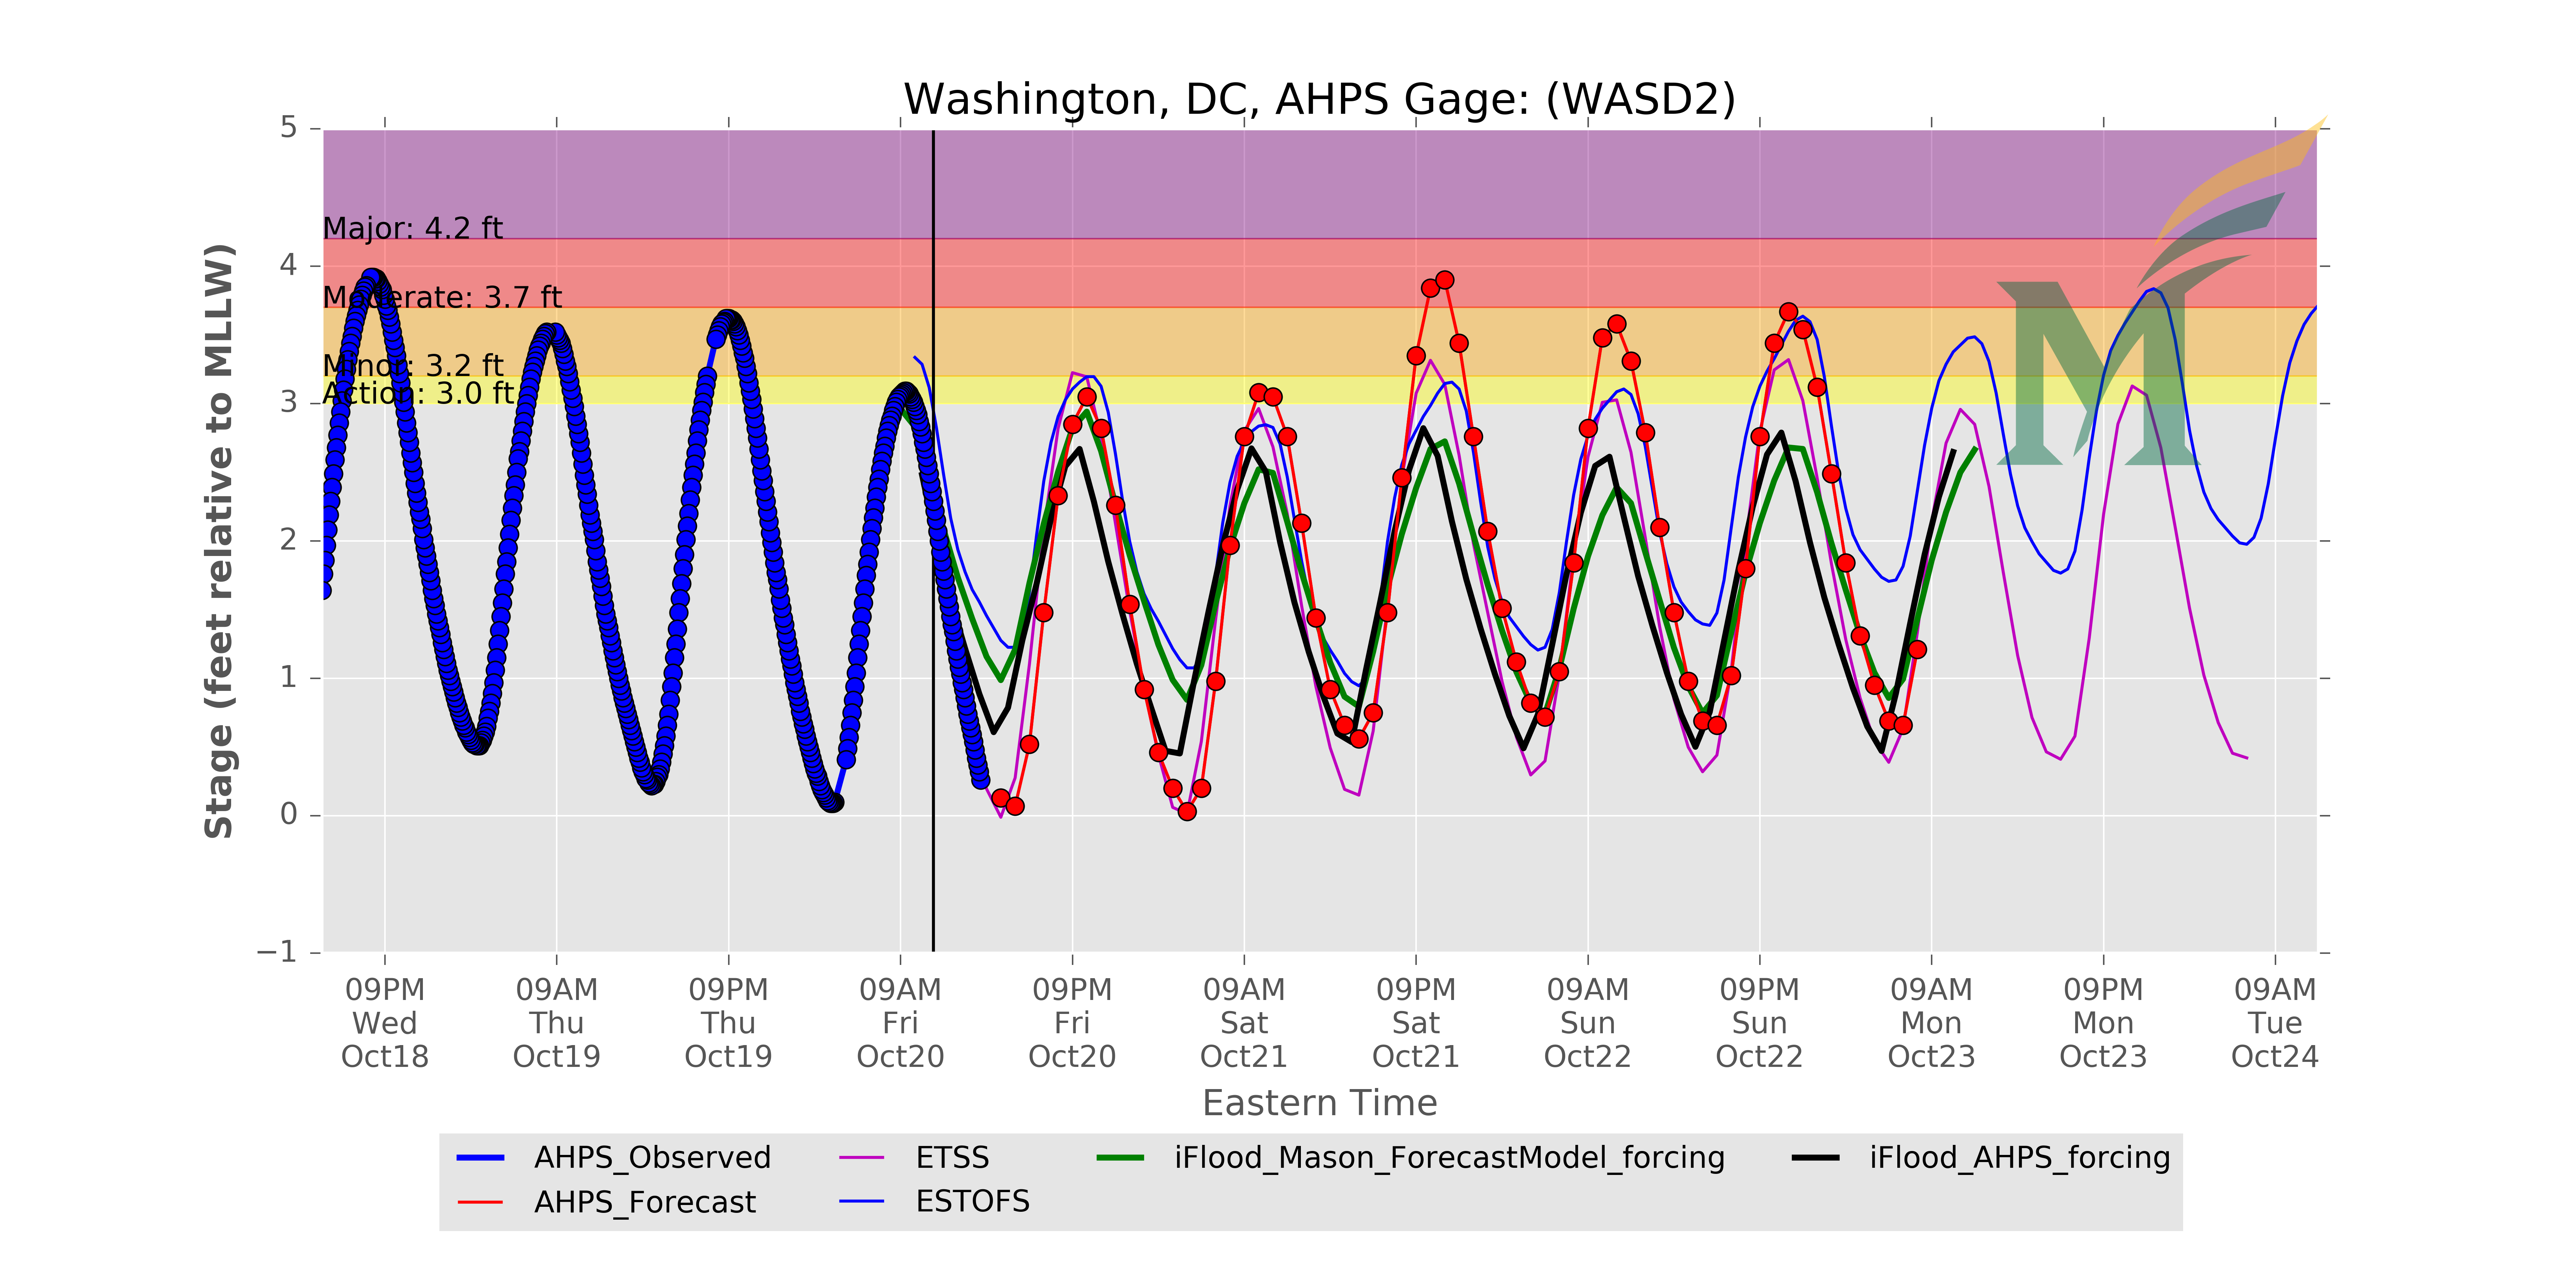 Washington, DC, AHPS Gage: (WASD2)
Stage (feet relative to MLLW)
5
4
3
2
1
0
−1
Major: 4.2 ft
Moderate: 3.7 ft
Minor: 3.2 ft
Action: 3.0 ft
M
09PM 09AM 09PM 09AM 09PM 09AM 09PM 09AM 09PM 09AM 09PM 09AM
Wed Thu Thu Fri Fri Sat Sat Sun Sun Mon Mon Tue
Oct18 Oct19 Oct19 Oct20 Oct20 Oct21 Oct21 Oct22 Oct22 Oct23 Oct23 Oct24
Eastern Time
AHPS_Observed ETSS iFlood_Mason_ForecastModel_forcing iFlood_AHPS_forcing
AHPS_Forecast ESTOFS